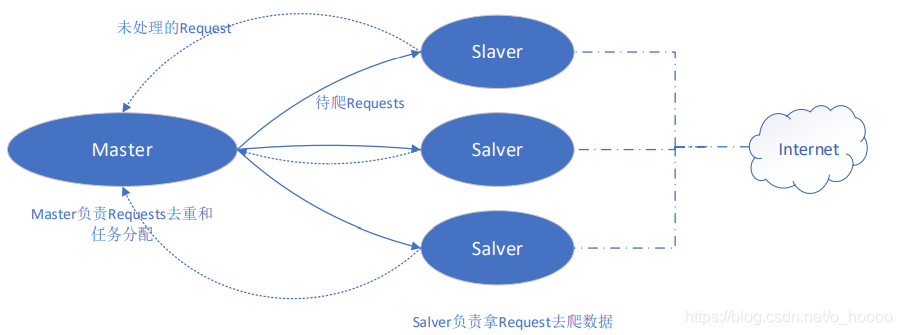 未处理的Request
Slaver
待爬Requests
Master
Salver
Internet
Master负责Requests去重和
任务分配
Salver
Salver负责拿Request去爬数据
https://blog.csdn.net/o_hoooo